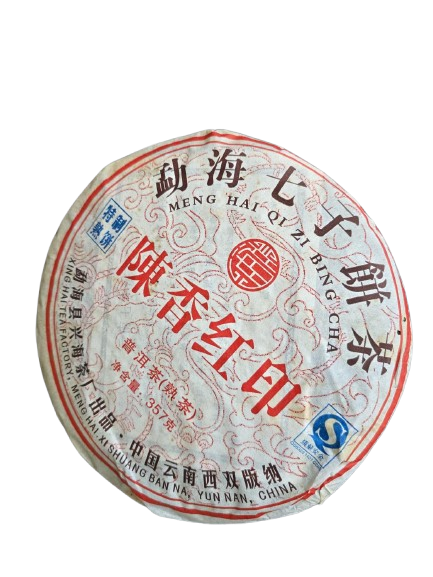 勐海七子餅茶
MENG HAI QI ZI BING CHA
特制
熟饼
陳香红印
普洱茶(熟茶)
净含量：357克
勐海县兴海茶厂出品·中国云南西双版纳
XING HAI TEA FACTORY, MENG HAI XI SHUANG BAN NA, YUN NAN, CHINA